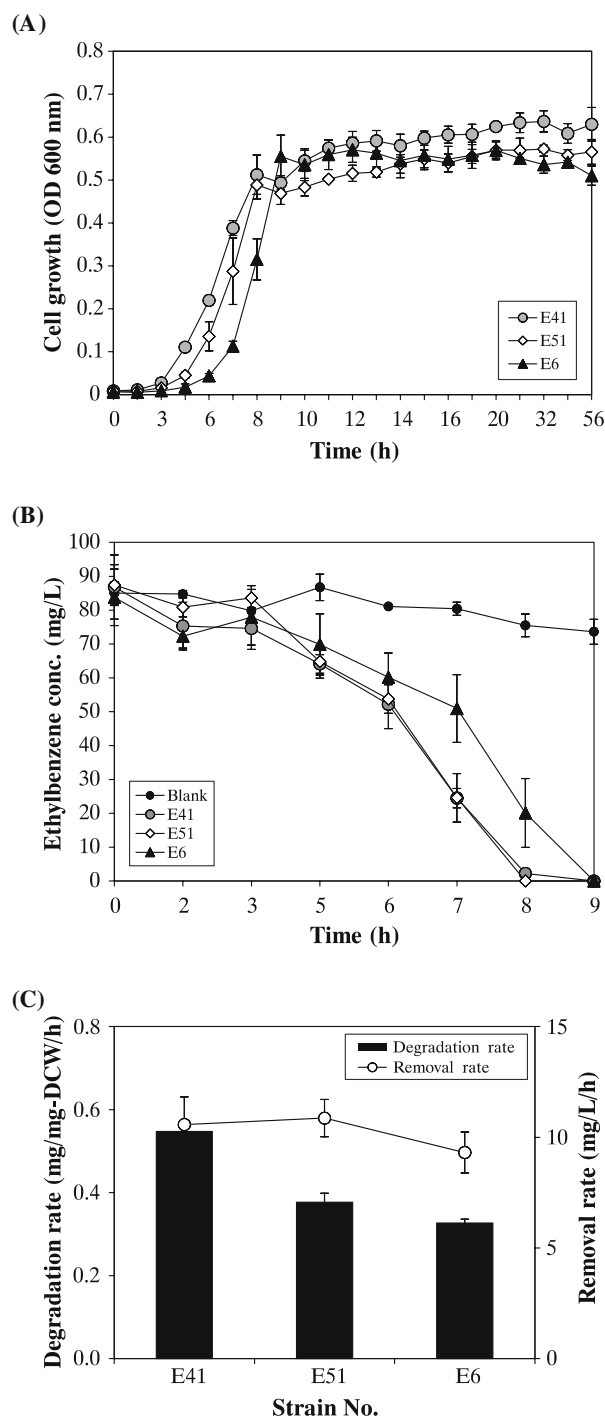 (A)
Cell growth (OD 600 nm)
0.8
0.7
0.6
0.5
0.4
0.3
0.2
0.1
0
E41
E51
E6
0 3 6 8 10 12 14 16 20 32 56
Time (h)
(B)
Ethylbenzene conc. (mg/L)
100
90
80
70
60
50
40
30
20
10
0
Blank
E41
E51
E6
0 2 3 5 6 7 8 9
Time (h)
(C)
Degradation rate (mg/mg-DCW/h)
0.8
0.6
0.4
0.2
0.0
Degradation rate
Removal rate
15
10
5
0
Removal rate (mg/L/h)
E41 E51 E6
Strain No.